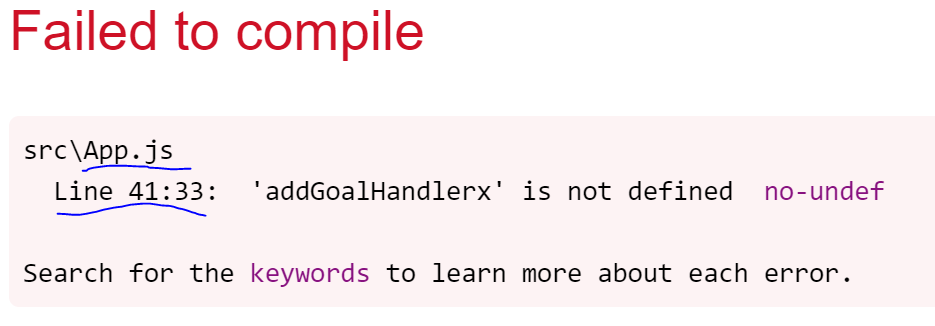 Failed to compile
src\App.js
Line 41:33:  'addGoalHandlerx' is not defined  no-undef
Search for the keywords to learn more about each error.